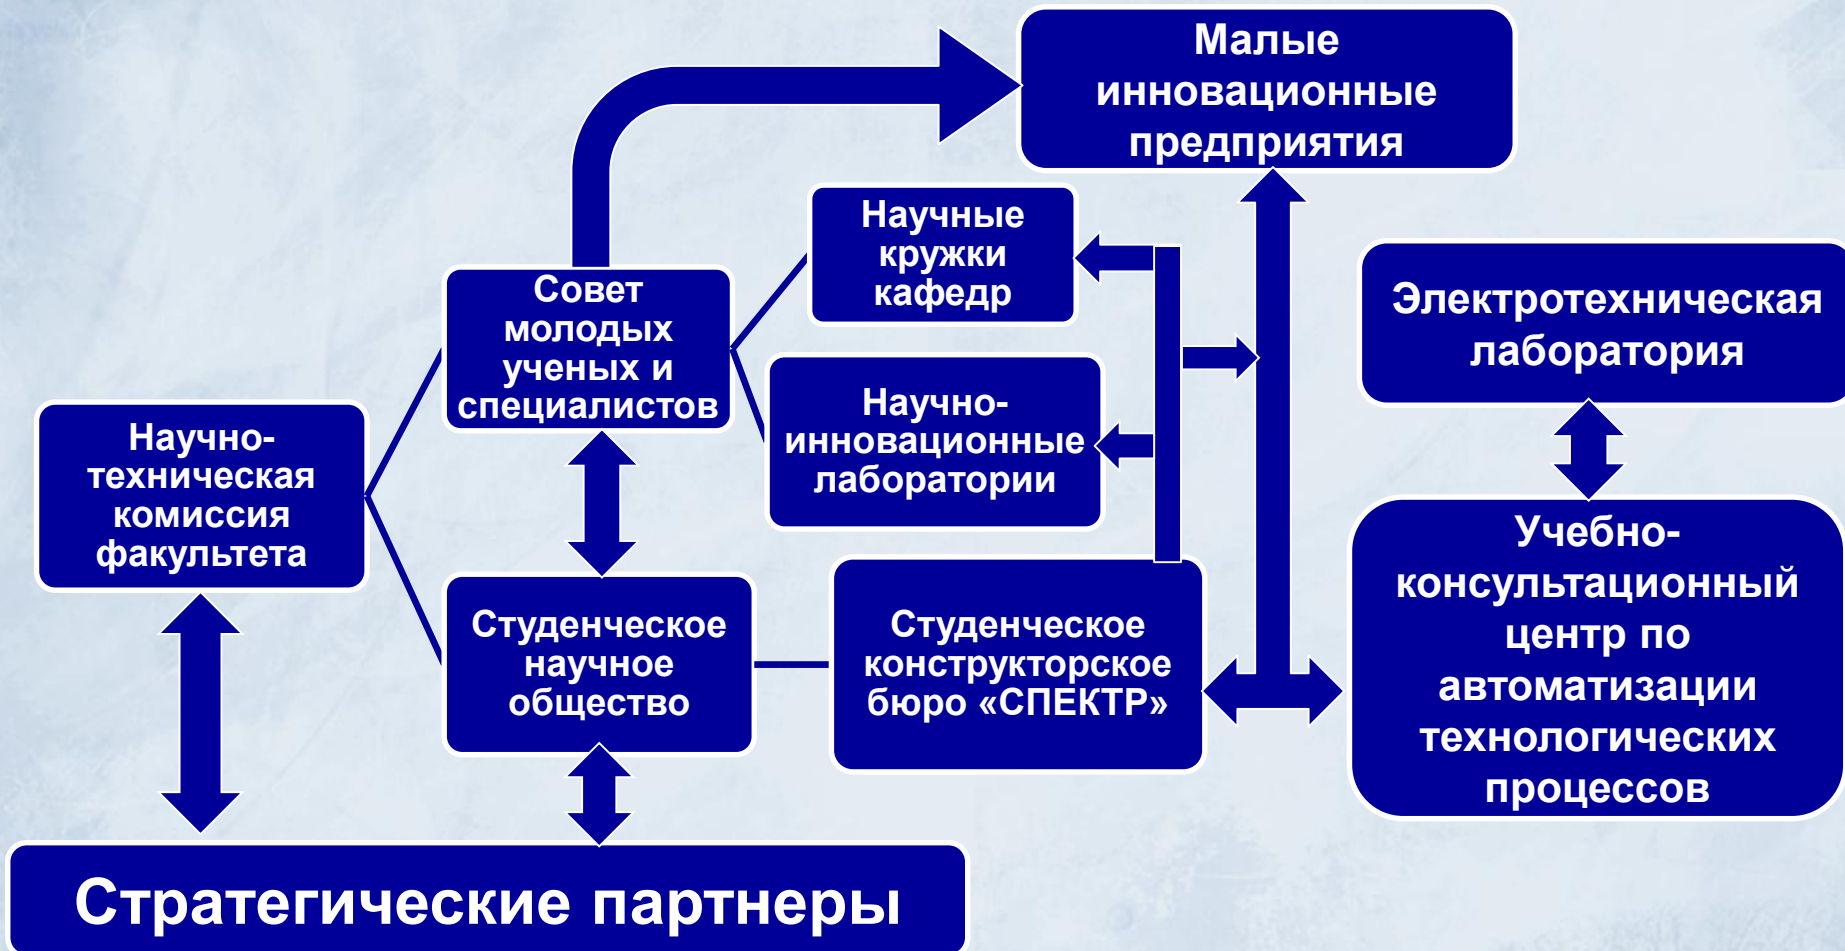 Малые
инновационные
предприятия
Научные
кружки
кафедр
Совет
молодых
ученых и
специалистов
Электротехническая
лаборатория
Научно-
инновационные
лаборатории
Научно-
техническая
комиссия
факультета
Учебно-
консультационный
центр по
автоматизации
технологических
процессов
Студенческое
научное
общество
Студенческое
конструкторское
бюро «СПЕКТР»
Стратегические партнеры